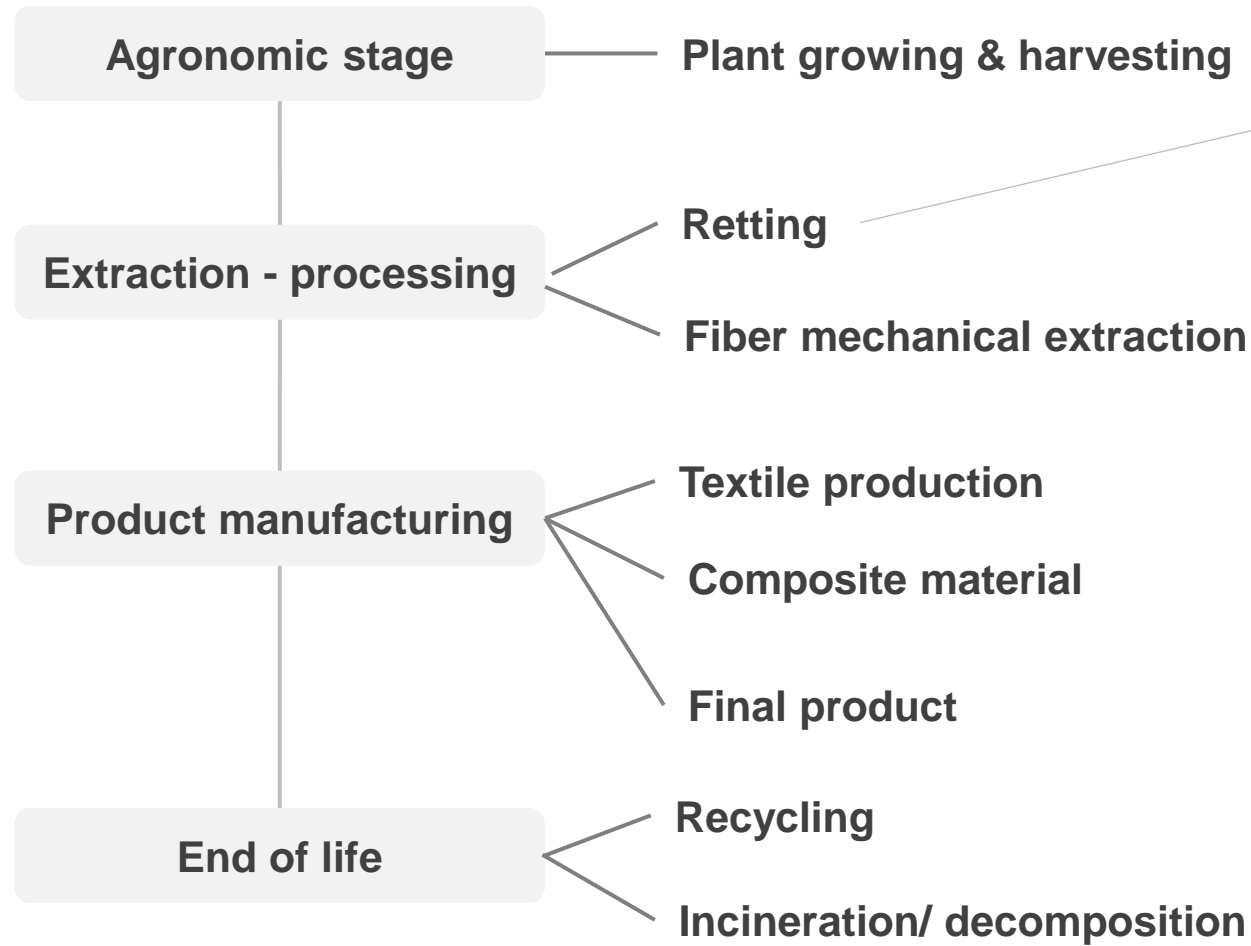 Agronomic stage
Plant growing & harvesting
Extraction - processing
Retting
Fiber mechanical extraction
Product manufacturing
Textile production
Composite material
Final product
End of life
Recycling
Incineration/ decomposition